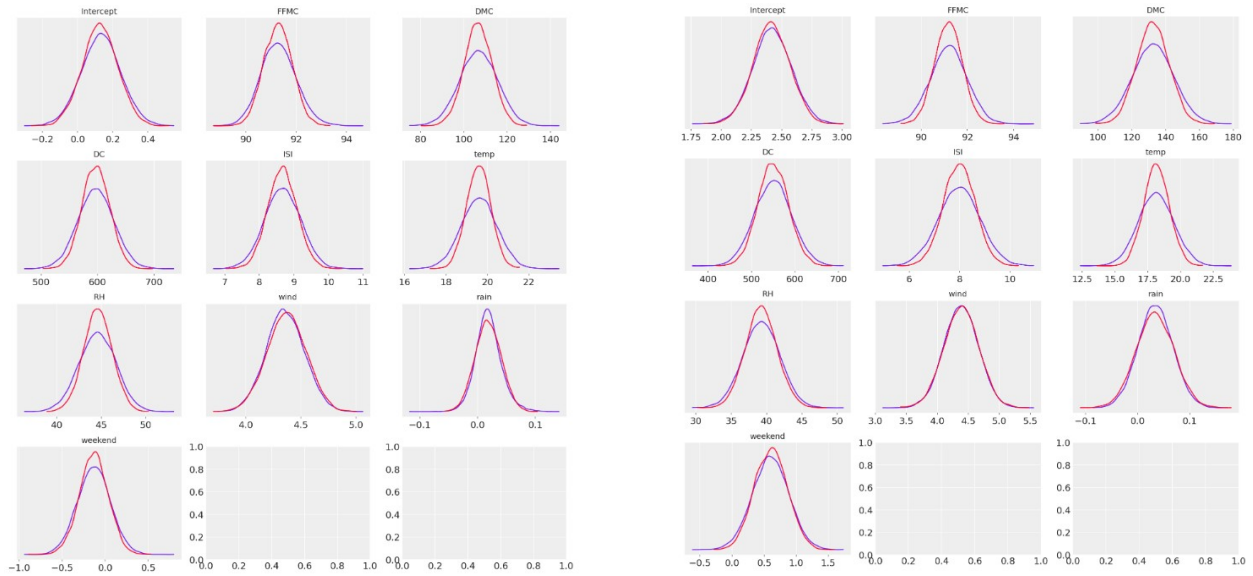 Intercept FFMC DMC
−0.2 0.0 0.2 0.4 90 92 94 80 100 120 140
DC ISI temp
500 600 700 7 8 9 10 11 16 18 20 22
RH wind rain
40 45 50 4.0 4.5 5.0 −0.1 0.0 0.1
weekend
1.0 1.0
0.8 0.8
0.6 0.6
0.4 0.4
0.2 0.2
0.0 0.0
−1.0 −0.5 0.0 0.5 0.0 0.2 0.4 0.6 0.8 1.0 0.0 0.2 0.4 0.6 0.8 1.0
Intercept FFMC DMC
1.75 2.00 2.25 2.50 2.75 3.00 90 92 94 100 120 140 160 180
DC ISI temp
400 500 600 700 6 8 10 12.5 15.0 17.5 20.0 22.5
RH wind rain
30 35 40 45 50 3.0 3.5 4.0 4.5 5.0 5.5 −0.1 0.0 0.1
weekend
1.0 1.0
0.8 0.8
0.6 0.6
0.4 0.4
0.2 0.2
0.0 0.0
−0.5 0.0 0.5 1.0 1.5 0.0 0.2 0.4 0.6 0.8 1.0 0.0 0.2 0.4 0.6 0.8 1.0